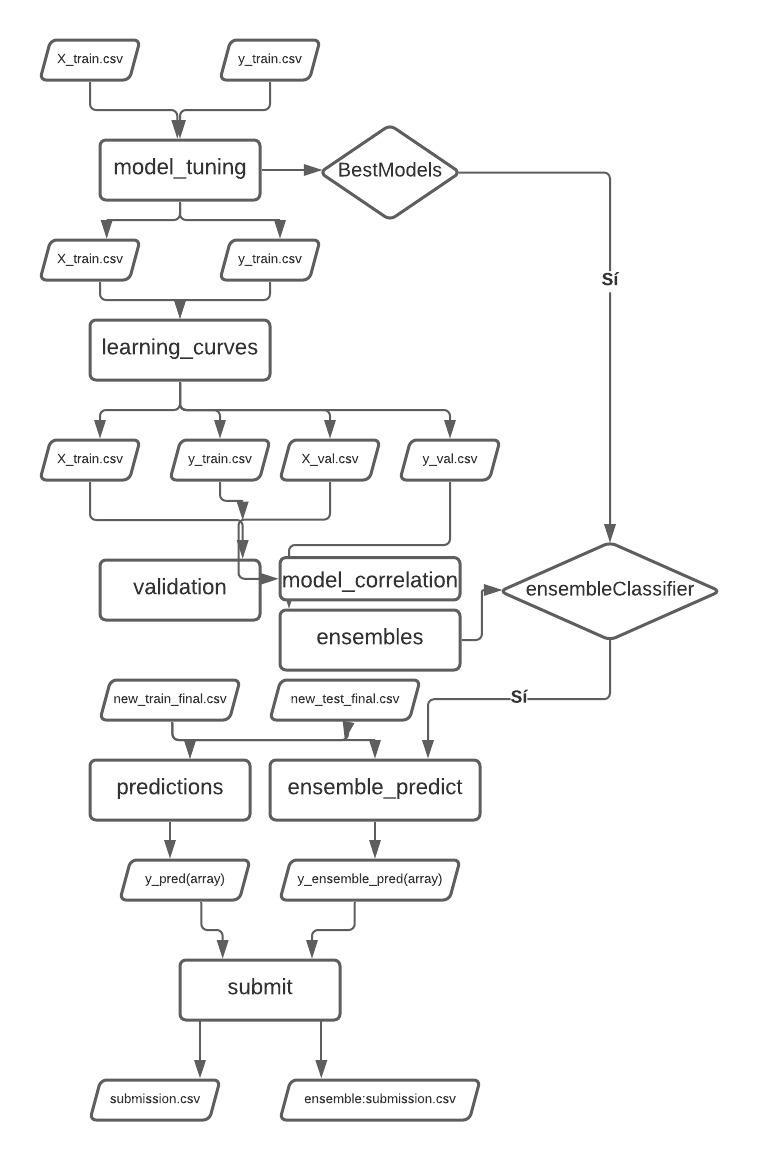 X_train.csv
y_train.csv
model_tuning
BestModels
X_train.csv
y_train.csv
Sí
learning_curves
X_train.csv
y_train.csv
X_val.csv
y_val.csv
validation
model_correlation
ensembleClassifier
ensembles
new_train_final.csv
new_test_final.csv
Sí
predictions
ensemble_predict
y_pred(array)
y_ensemble_pred(array)
submit
submission.csv
ensemble:submission.csv